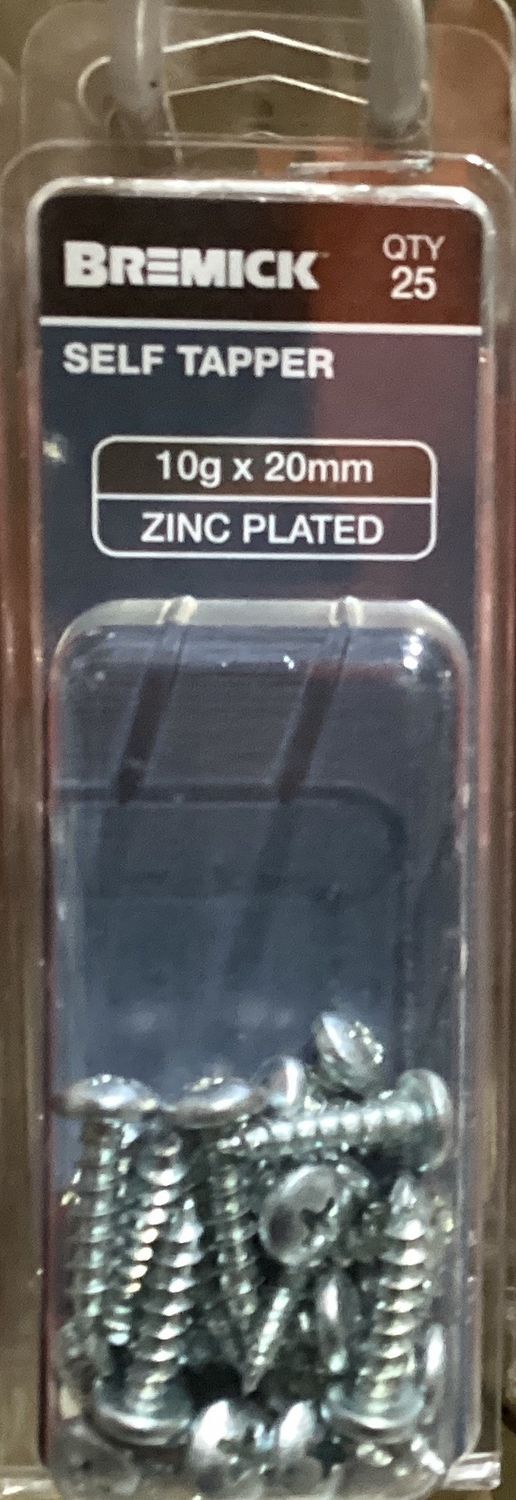 BREMICK
QTY
25
SELF TAPPER
10g x 20mm
ZINC PLATED